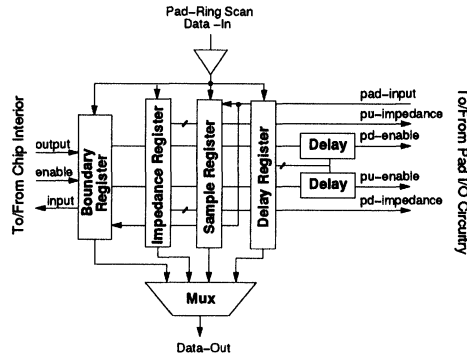 Pad-Ring Scan
Data-In
To/From Chip Interior
output
enable
input
Boundary
Register
Impedance Register
Sample Register
Delay Register
Delay
Delay
pad-input
pu-impedance
pd-enable
pu-enable
pd-impedance
To/From Pad I/O Circuitry
Mux
Data-Out